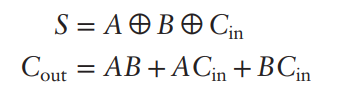 S = A ⊕ B ⊕ C_in
C_out = AB + AC_in + BC_in